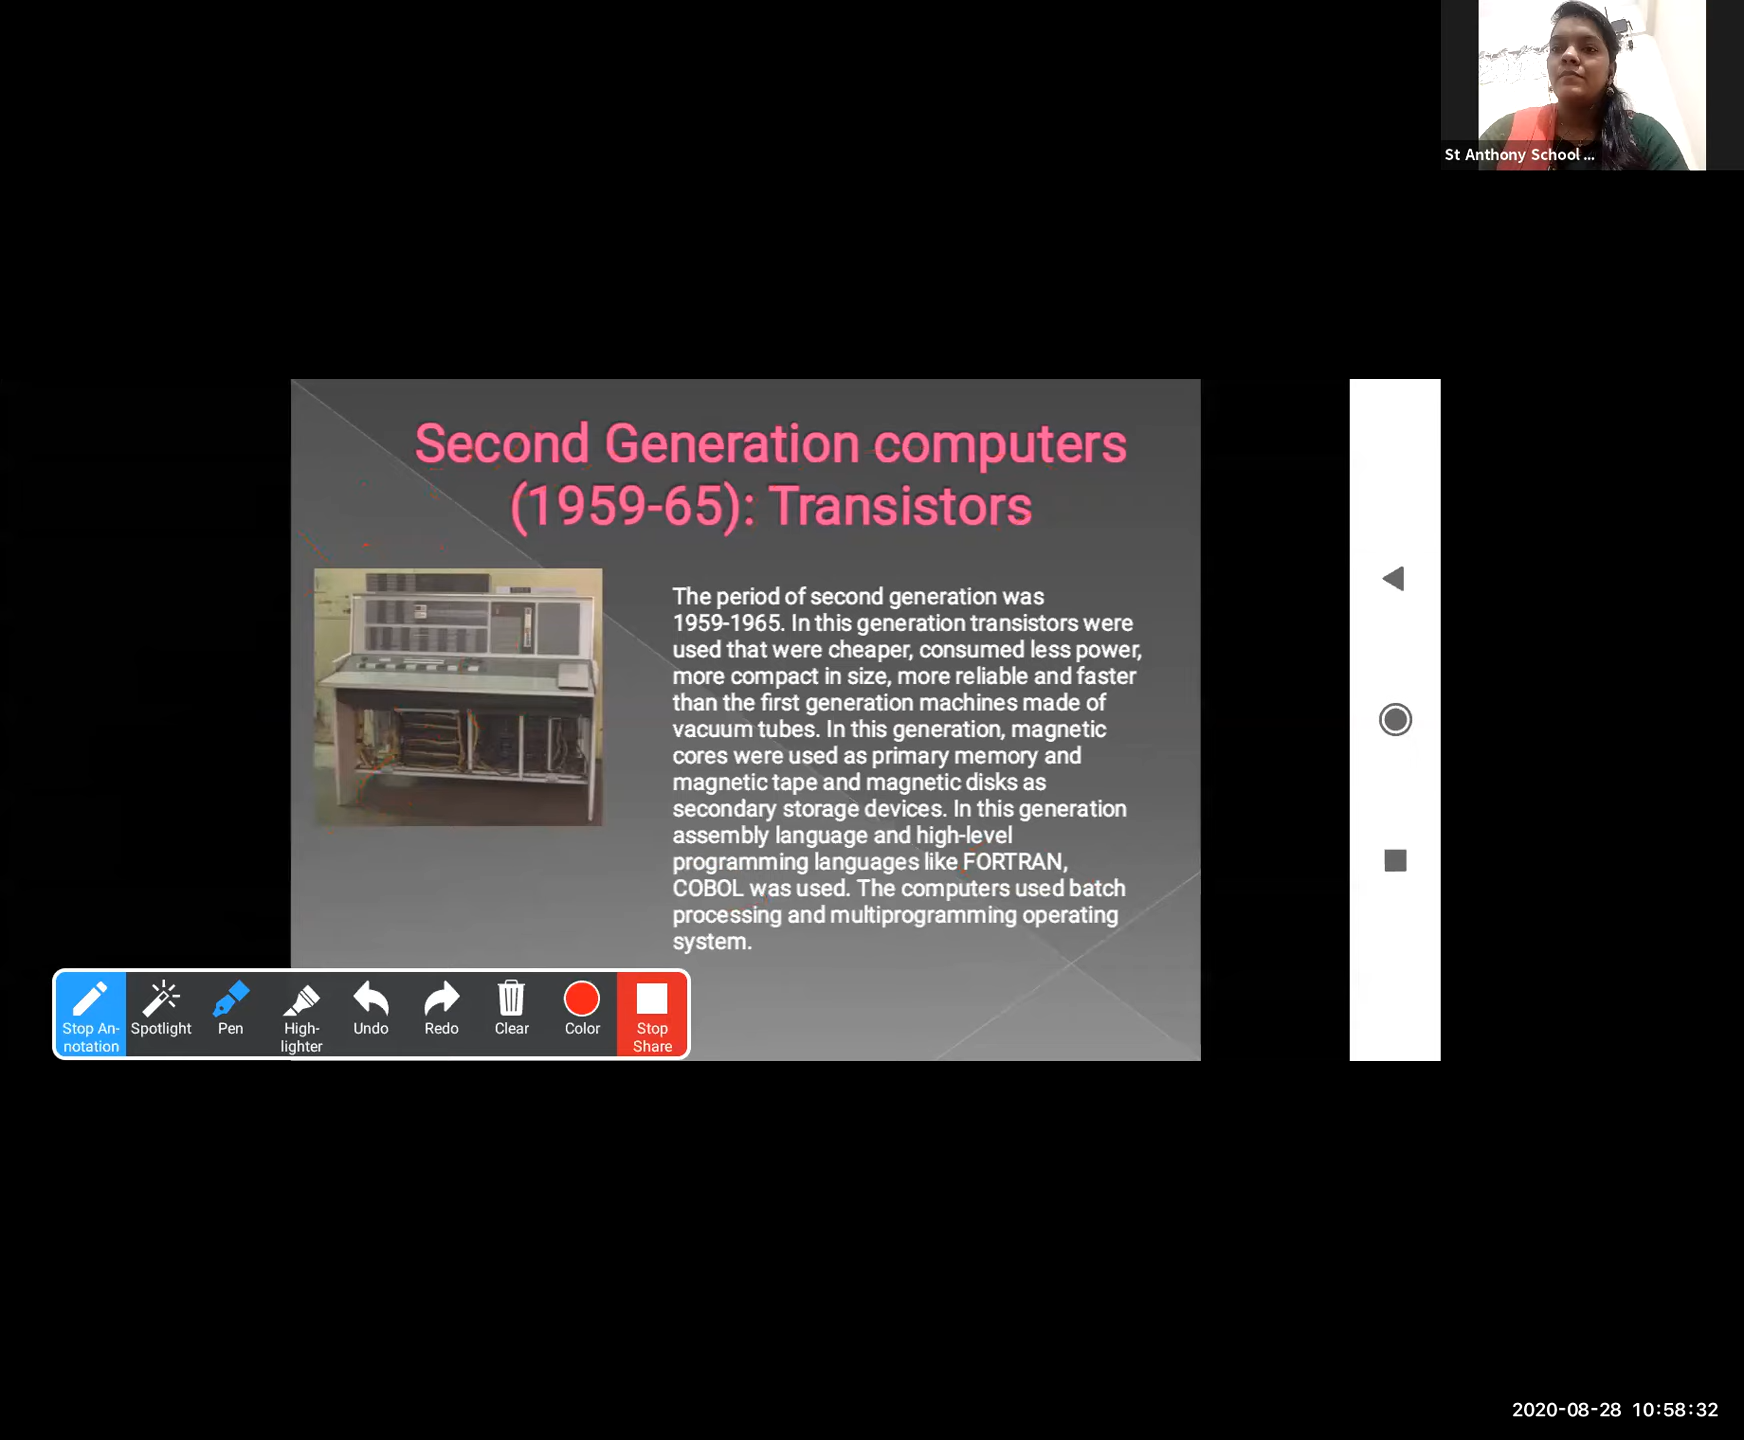 St Anthony School ...
Second Generation computers
(1959-65): Transistors
The period of second generation was
1959-1965. In this generation transistors were
used that were cheaper, consumed less power,
more compact in size, more reliable and faster
than the first generation machines made of
vacuum tubes. In this generation, magnetic
cores were used as primary memory and
magnetic tape and magnetic disks as
secondary storage devices. In this generation
assembly language and high-level
programming languages like FORTRAN,
COBOL was used. The computers used batch
processing and multiprogramming operating
system.
Stop An-
notation
Spotlight
Pen
High-
lighter
Undo
Redo
Clear
Color
Stop
Share
2020-08-28 10:58:32